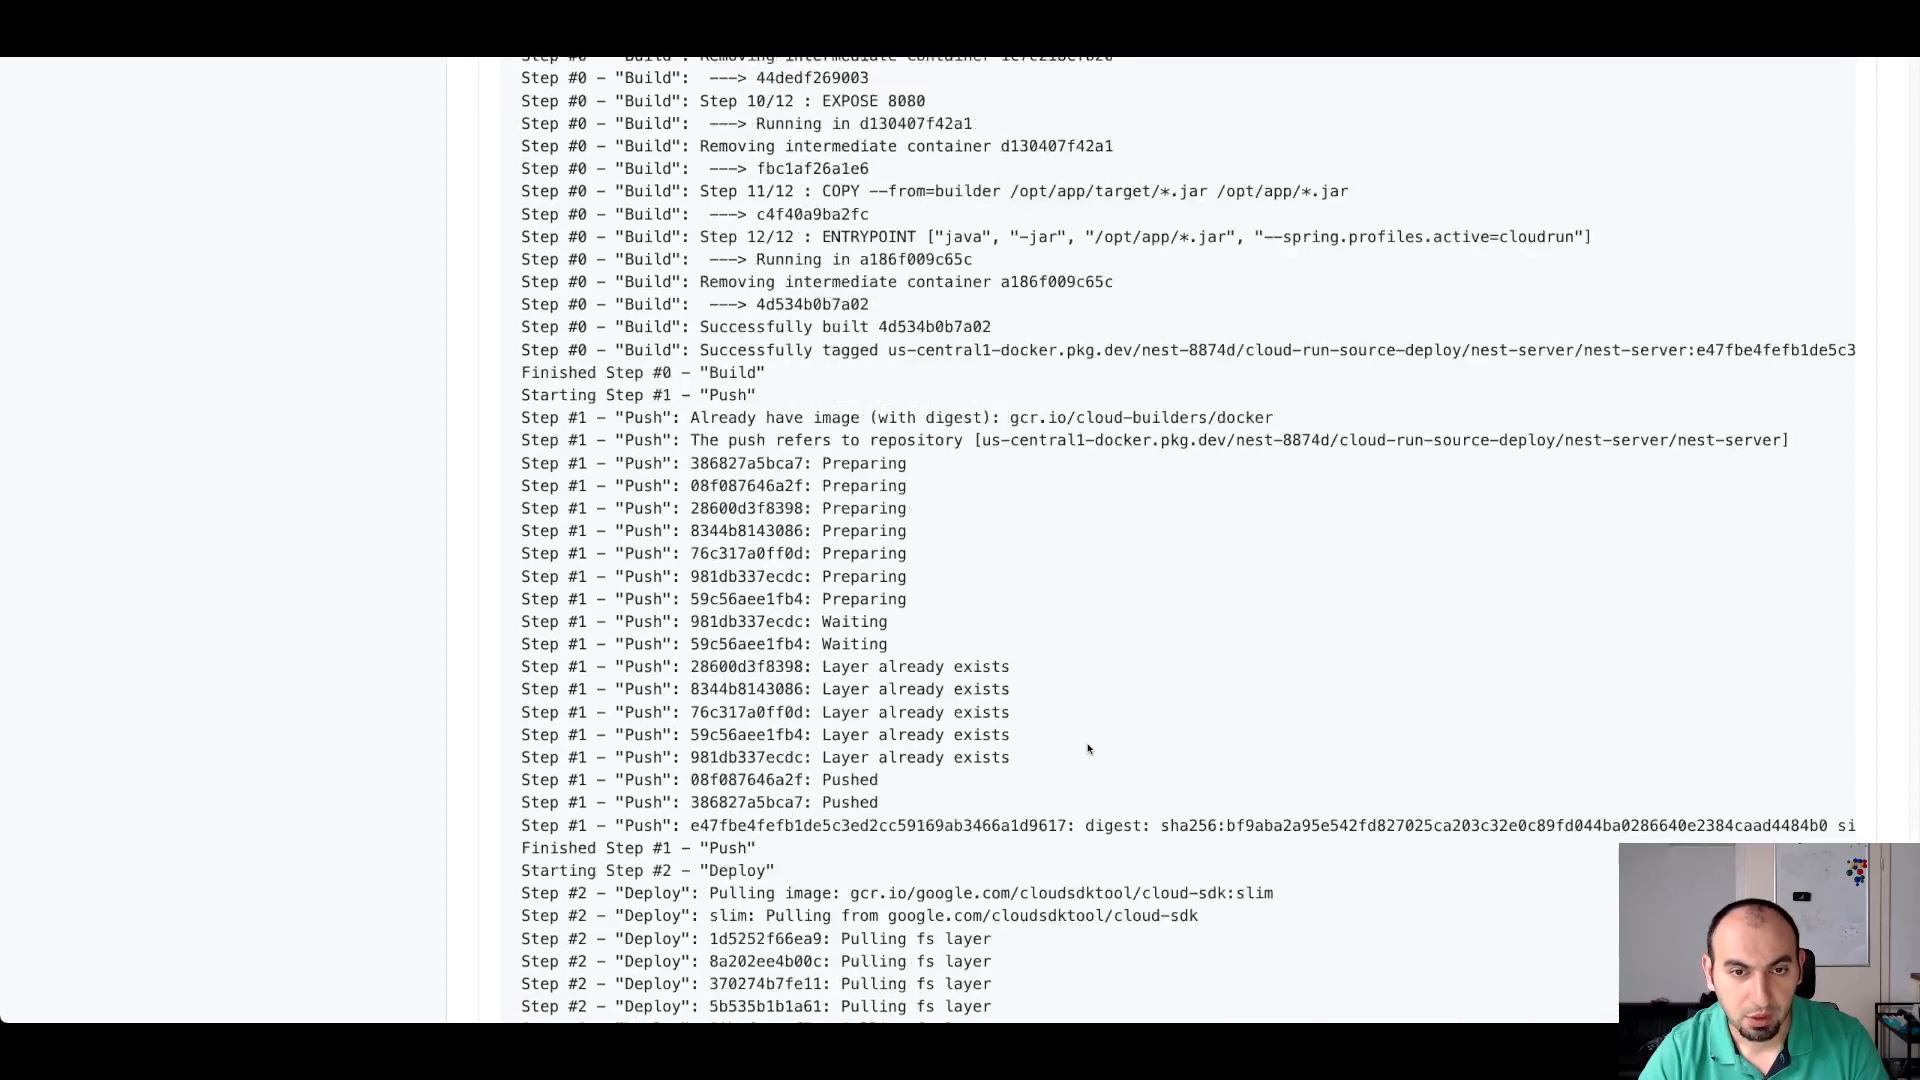 Step #0 - "Build": Removing intermediate container
Step #0 - "Build":  ---> 44dedf269003
Step #0 - "Build": Step 10/12 : EXPOSE 8080
Step #0 - "Build":  ---> Running in d130407f42a1
Step #0 - "Build": Removing intermediate container d130407f42a1
Step #0 - "Build":  ---> fbc1af26a1e6
Step #0 - "Build": Step 11/12 : COPY --from=builder /opt/app/target/*.jar /opt/app/*.jar
Step #0 - "Build":  ---> c4f40a9ba2fc
Step #0 - "Build": Step 12/12 : ENTRYPOINT ["java", "-jar", "/opt/app/*.jar", "--spring.profiles.active=cloudrun"]
Step #0 - "Build":  ---> Running in a186f009c65c
Step #0 - "Build": Removing intermediate container a186f009c65c
Step #0 - "Build":  ---> 4d534b0b7a02
Step #0 - "Build": Successfully built 4d534b0b7a02
Step #0 - "Build": Successfully tagged us-central1-docker.pkg.dev/nest-8874d/cloud-run-source-deploy/nest-server/nest-server:e47fbe4fefb1de5c3
Finished Step #0 - "Build"
Starting Step #1 - "Push"
Step #1 - "Push": Already have image (with digest): gcr.io/cloud-builders/docker
Step #1 - "Push": The push refers to repository [us-central1-docker.pkg.dev/nest-8874d/cloud-run-source-deploy/nest-server/nest-server]
Step #1 - "Push": 386827a5bca7: Preparing
Step #1 - "Push": 08f087646a2f: Preparing
Step #1 - "Push": 28600d3f8398: Preparing
Step #1 - "Push": 8344b8143086: Preparing
Step #1 - "Push": 76c317a0ff0d: Preparing
Step #1 - "Push": 981db337ecdc: Preparing
Step #1 - "Push": 59c56aee1fb4: Preparing
Step #1 - "Push": 981db337ecdc: Waiting
Step #1 - "Push": 59c56aee1fb4: Waiting
Step #1 - "Push": 28600d3f8398: Layer already exists
Step #1 - "Push": 8344b8143086: Layer already exists
Step #1 - "Push": 76c317a0ff0d: Layer already exists
Step #1 - "Push": 59c56aee1fb4: Layer already exists
Step #1 - "Push": 981db337ecdc: Layer already exists
Step #1 - "Push": 08f087646a2f: Pushed
Step #1 - "Push": 386827a5bca7: Pushed
Step #1 - "Push": e47fbe4fefb1de5c3ed2cc59169ab3466a1d9617: digest: sha256:bf9aba2a95e542fd827025ca203c32e0c89fd044ba0286640e2384caad4484b0 si
Finished Step #1 - "Push"
Starting Step #2 - "Deploy"
Step #2 - "Deploy": Pulling image: gcr.io/google.com/cloudsdktool/cloud-sdk:slim
Step #2 - "Deploy": slim: Pulling from google.com/cloudsdktool/cloud-sdk
Step #2 - "Deploy": 1d5252f66ea9: Pulling fs layer
Step #2 - "Deploy": 8a202ee4b00c: Pulling fs layer
Step #2 - "Deploy": 370274b7fe11: Pulling fs layer
Step #2 - "Deploy": 5b535b1b1a61: Pulling fs layer